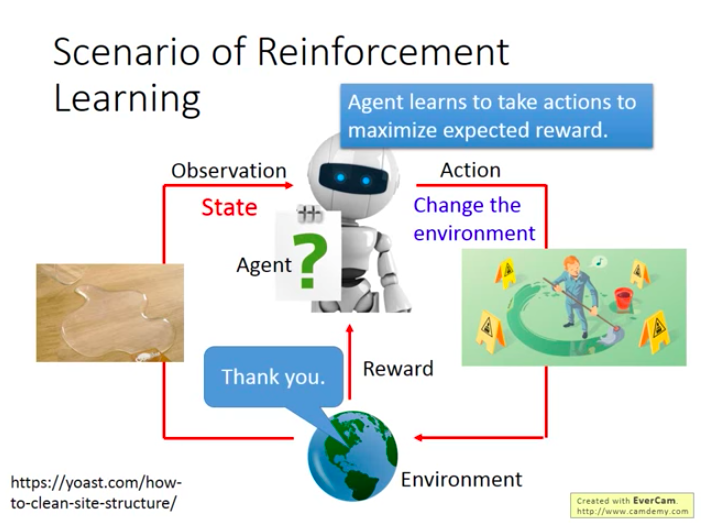 Scenario of Reinforcement
Learning
Agent learns to take actions to
maximize expected reward.
Observation
Action
State
Change the
environment
Agent
?
Reward
Thank you.
Environment
https://yoast.com/how-
to-clean-site-structure/
Created with EverCam.
http://www.camdemy.com